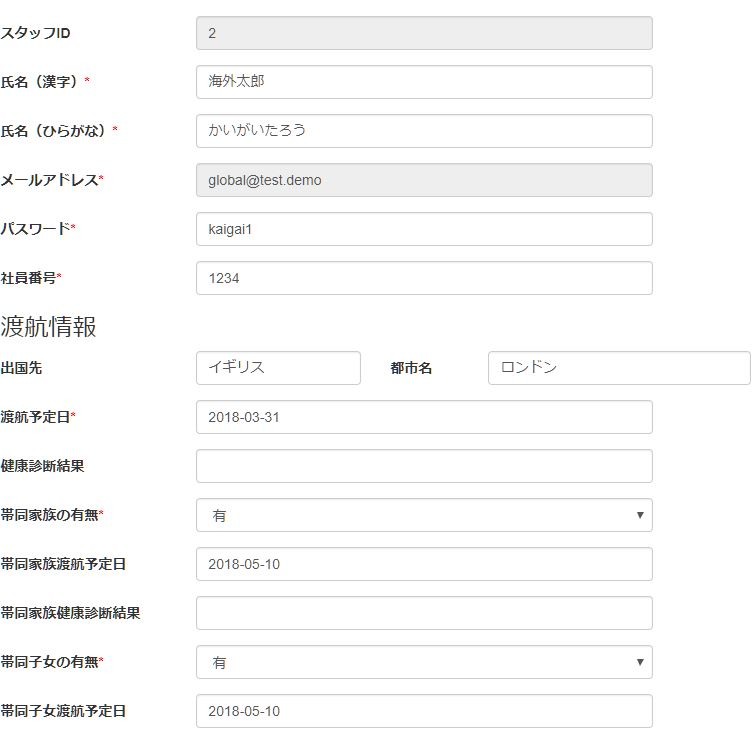 スタッフID 2
氏名（漢字）* 海外太郎
氏名（ひらがな）* かいがいたろう
メールアドレス* global@test.demo
パスワード* kaigai1
社員番号* 1234
渡航情報
出国先 イギリス 都市名 ロンドン
渡航予定日* 2018-03-31
健康診断結果
帯同家族の有無* 有
帯同家族渡航予定日 2018-05-10
帯同家族健康診断結果
帯同子女の有無* 有
帯同子女渡航予定日 2018-05-10